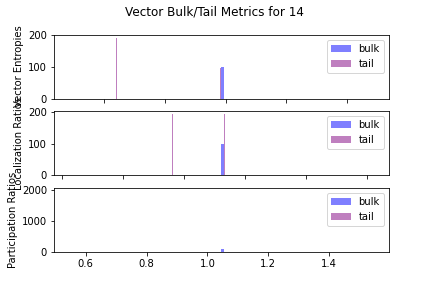 Vector Bulk/Tail Metrics for 14
Vector Entropies
200
100
0
bulk
tail
Localization Ratios
200
100
0
bulk
tail
Participation Ratios
2000
1000
0
bulk
tail
0.6 0.8 1.0 1.2 1.4